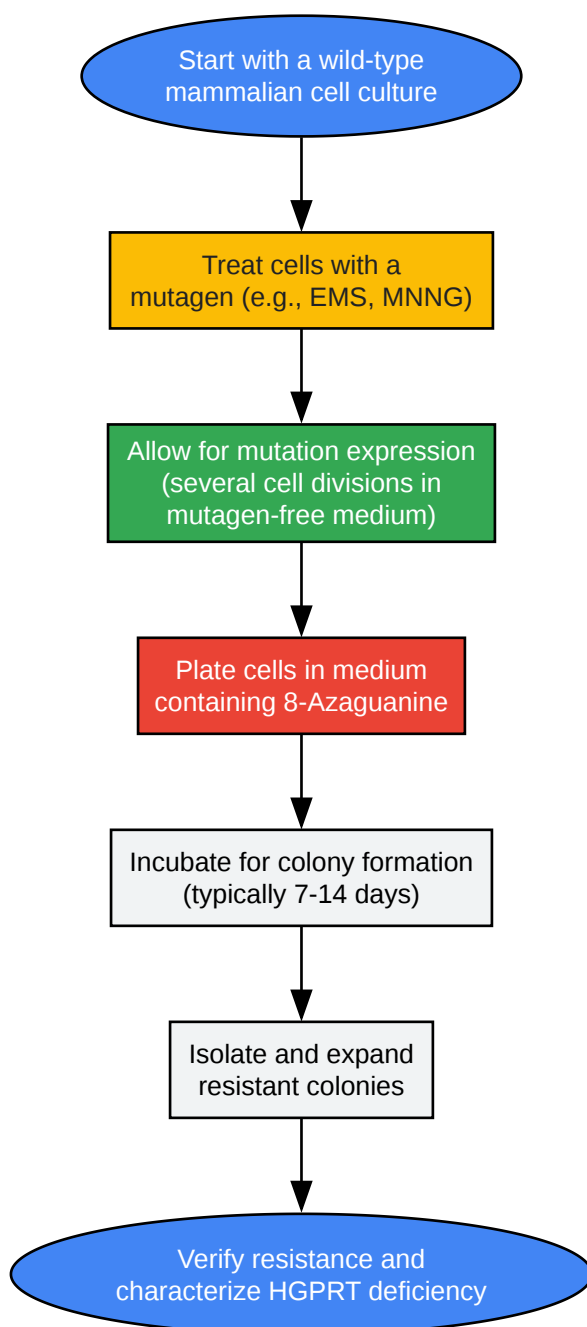 Start with a wild-type
mammalian cell culture
Treat cells with a
mutagen (e.g., EMS, MNNG)
Allow for mutation expression
(several cell divisions in
mutagen-free medium)
Plate cells in medium
containing 8-Azaguanine
Incubate for colony formation
(typically 7-14 days)
Isolate and expand
resistant colonies
Verify resistance and
characterize HGPRT deficiency